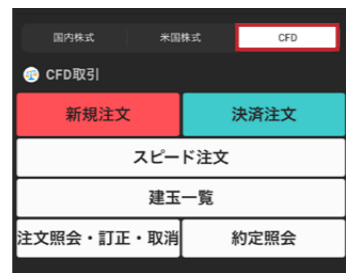 国内株式 米国株式 CFD
CFD取引
新規注文 決済注文
スピード注文
建玉一覧
注文照会・訂正・取消 約定照会